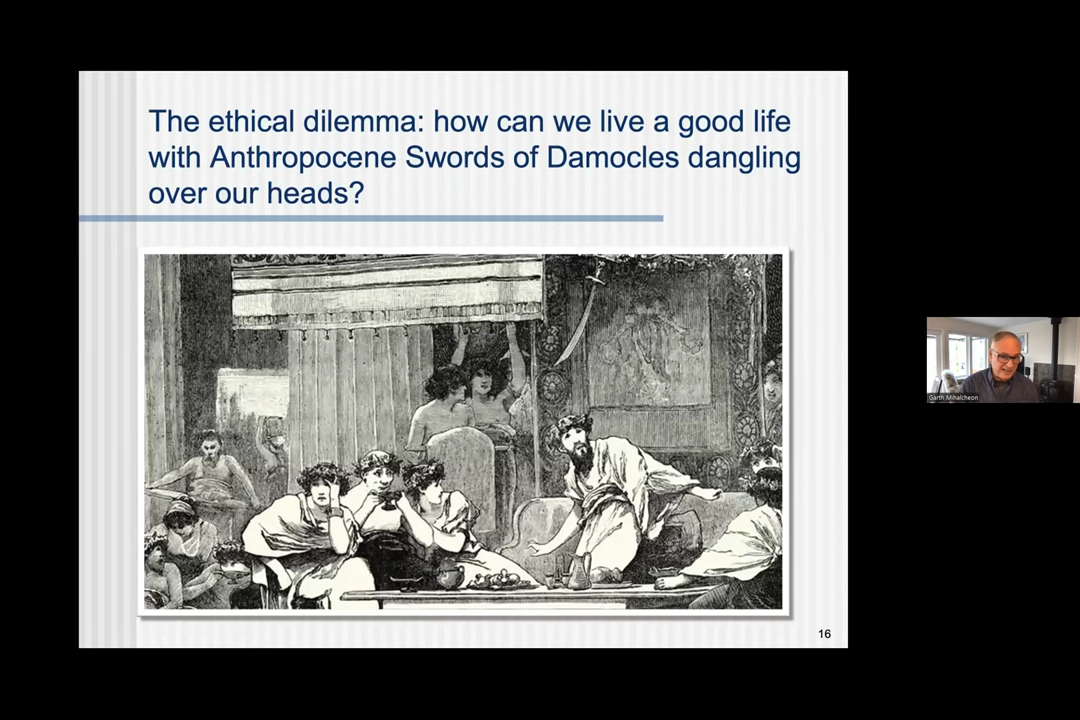 The ethical dilemma: how can we live a good life
with Anthropocene Swords of Damocles dangling
over our heads?
Garth Mihalcheon
16